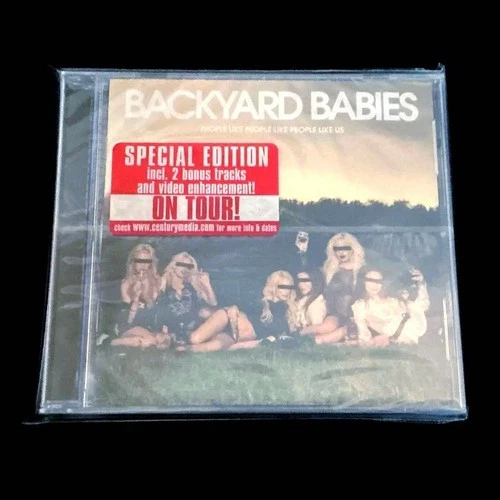 BACKYARD BABIES
PEOPLE LIKE PEOPLE LIKE PEOPLE LIKE US
SPECIAL EDITION
incl. 2 bonus tracks
and video enhancement!
ON TOUR!
check www.centurymedia.com for more info & dates